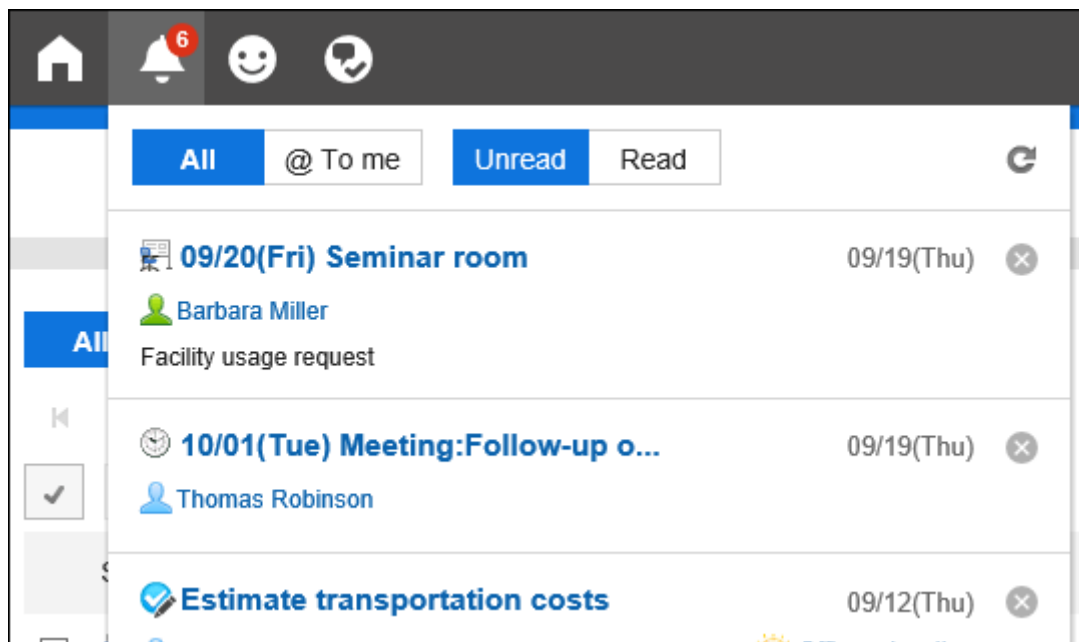 6
All @ To me Unread Read
09/20(Fri) Seminar room 09/19(Thu)
Barbara Miller
Facility usage request
All
10/01(Tue) Meeting:Follow-up o... 09/19(Thu)
Thomas Robinson
Estimate transportation costs 09/12(Thu)